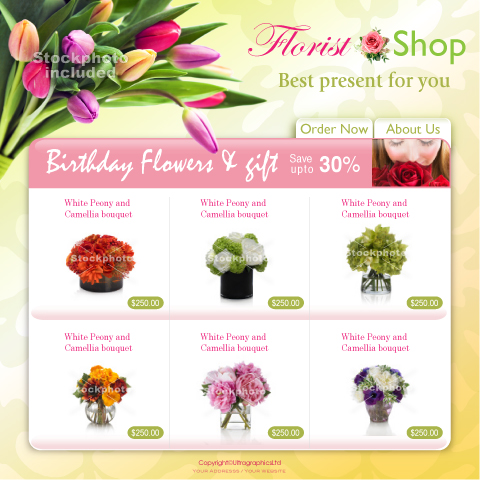 Florist Shop
Best present for you
Stockphoto
included
Order Now
About Us
Birthday Flowers & gift
Save
upto
30%
White Peony and
Camellia bouquet
Stockphoto
$250.00
White Peony and
Camellia bouquet
Stockphoto
$250.00
White Peony and
Camellia bouquet
Stockphoto
$250.00
White Peony and
Camellia bouquet
Stockphoto
$250.00
White Peony and
Camellia bouquet
Stockphoto
$250.00
White Peony and
Camellia bouquet
Stockphoto
$250.00
Copyright©UltragraphicsLtd
YOUR ADDRESSS / YOUR WEBSITE